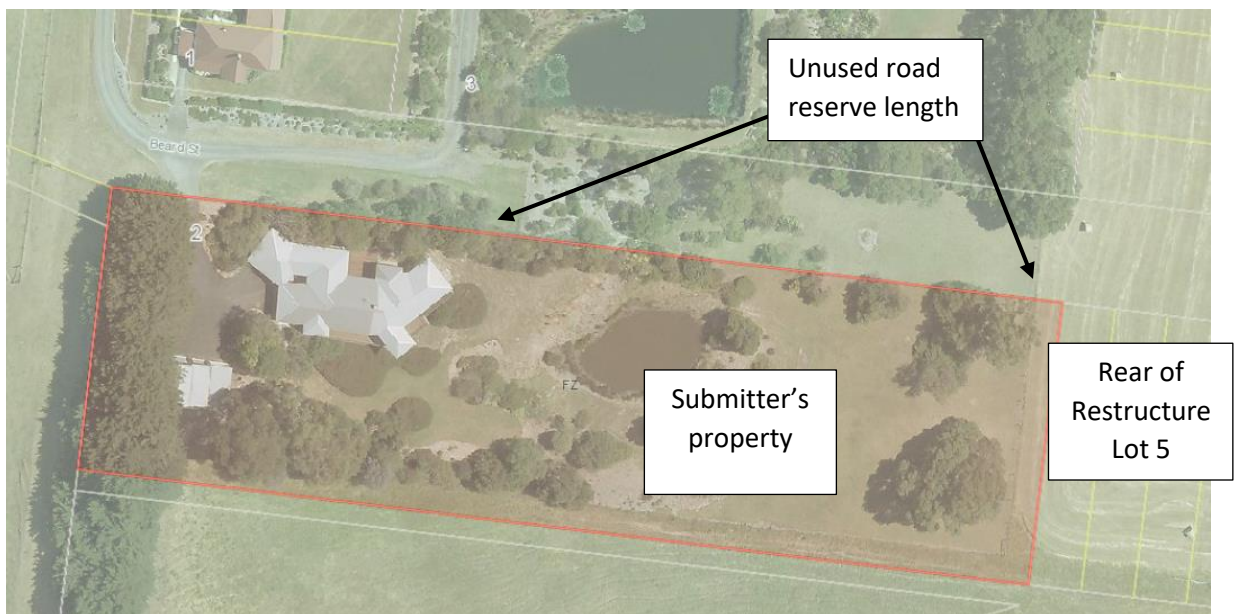 1
3
Unused road
reserve length
Beard St
2
FZ
Submitter’s
property
Rear of
Restructure
Lot 5